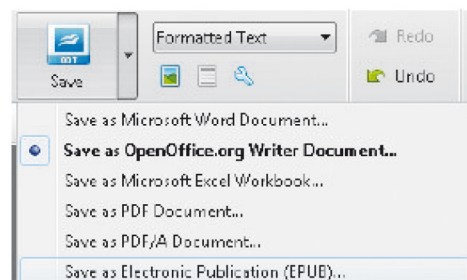 Formatted Text
Redo
ODT
Save
Undo
Save as Microsoft Word Document...
Save as OpenOffice.org Writer Document...
Save as Microsoft Excel Workbook...
Save as PDF Document...
Save as PDF/A Document...
Save as Electronic Publication (EPUB)...